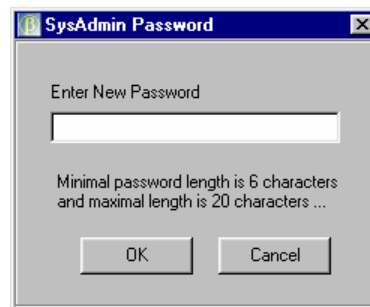 SysAdmin Password
Enter New Password
Minimal password length is 6 characters
and maximal length is 20 characters ...
OK Cancel